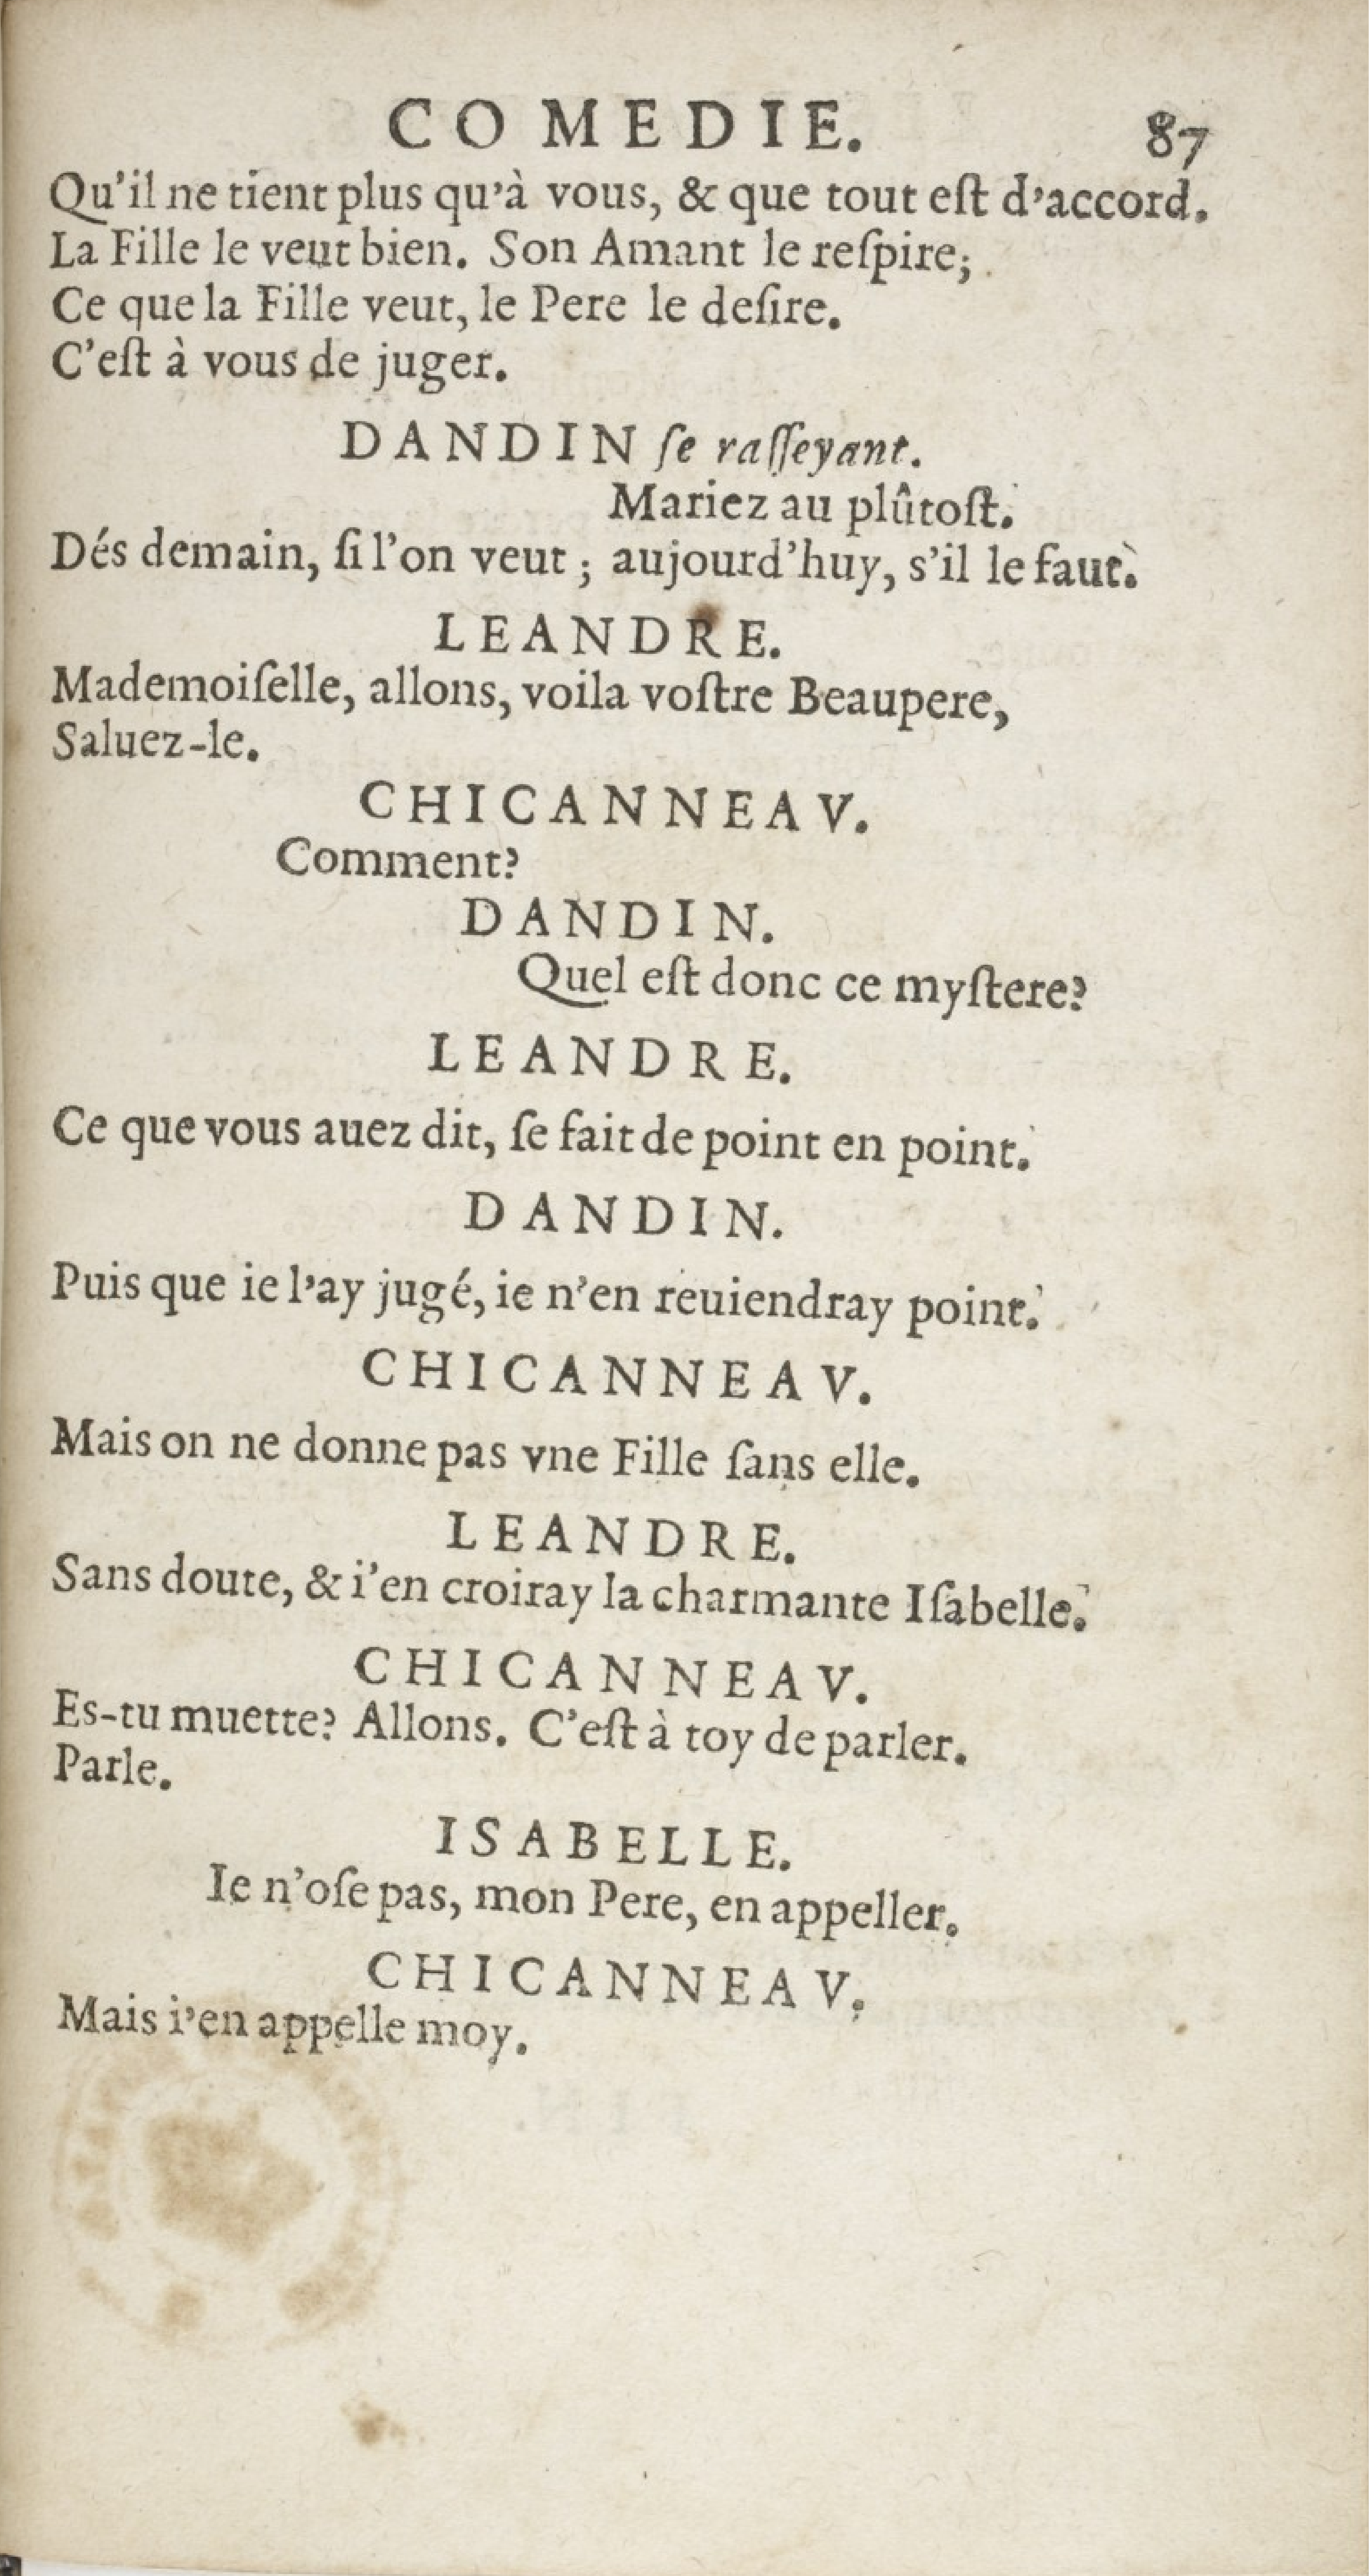 COMEDIE. 87
Qu'il ne tient plus qu'à vous, & que tout eſt d'accord.
La Fille le veut bien. Son Amant le reſpire;
Ce que la Fille veut, le Pere le deſire.
C'eſt à vous de juger.
DANDIN ſe raſſeyant.
Mariez au plûtoſt.
Dés demain, ſi l'on veut; aujourd'huy, s'il le faut.
LEANDRE.
Mademoiſelle, allons, voila voſtre Beaupere,
Saluez-le.
CHICANNEAV.
Comment?
DANDIN.
Quel eſt donc ce myſtere?
LEANDRE.
Ce que vous auez dit, ſe fait de point en point.
DANDIN.
Puis que ie l'ay jugé, ie n'en reuiendray point.
CHICANNEAV.
Mais on ne donne pas vne Fille ſans elle.
LEANDRE.
Sans doute, & i'en croiray la charmante Iſabelle.
CHICANNEAV.
Es-tu muette? Allons. C'eſt à toy de parler.
Parle.
ISABELLE.
Ie n'oſe pas, mon Pere, en appeller.
CHICANNEAV.
Mais i'en appelle moy.